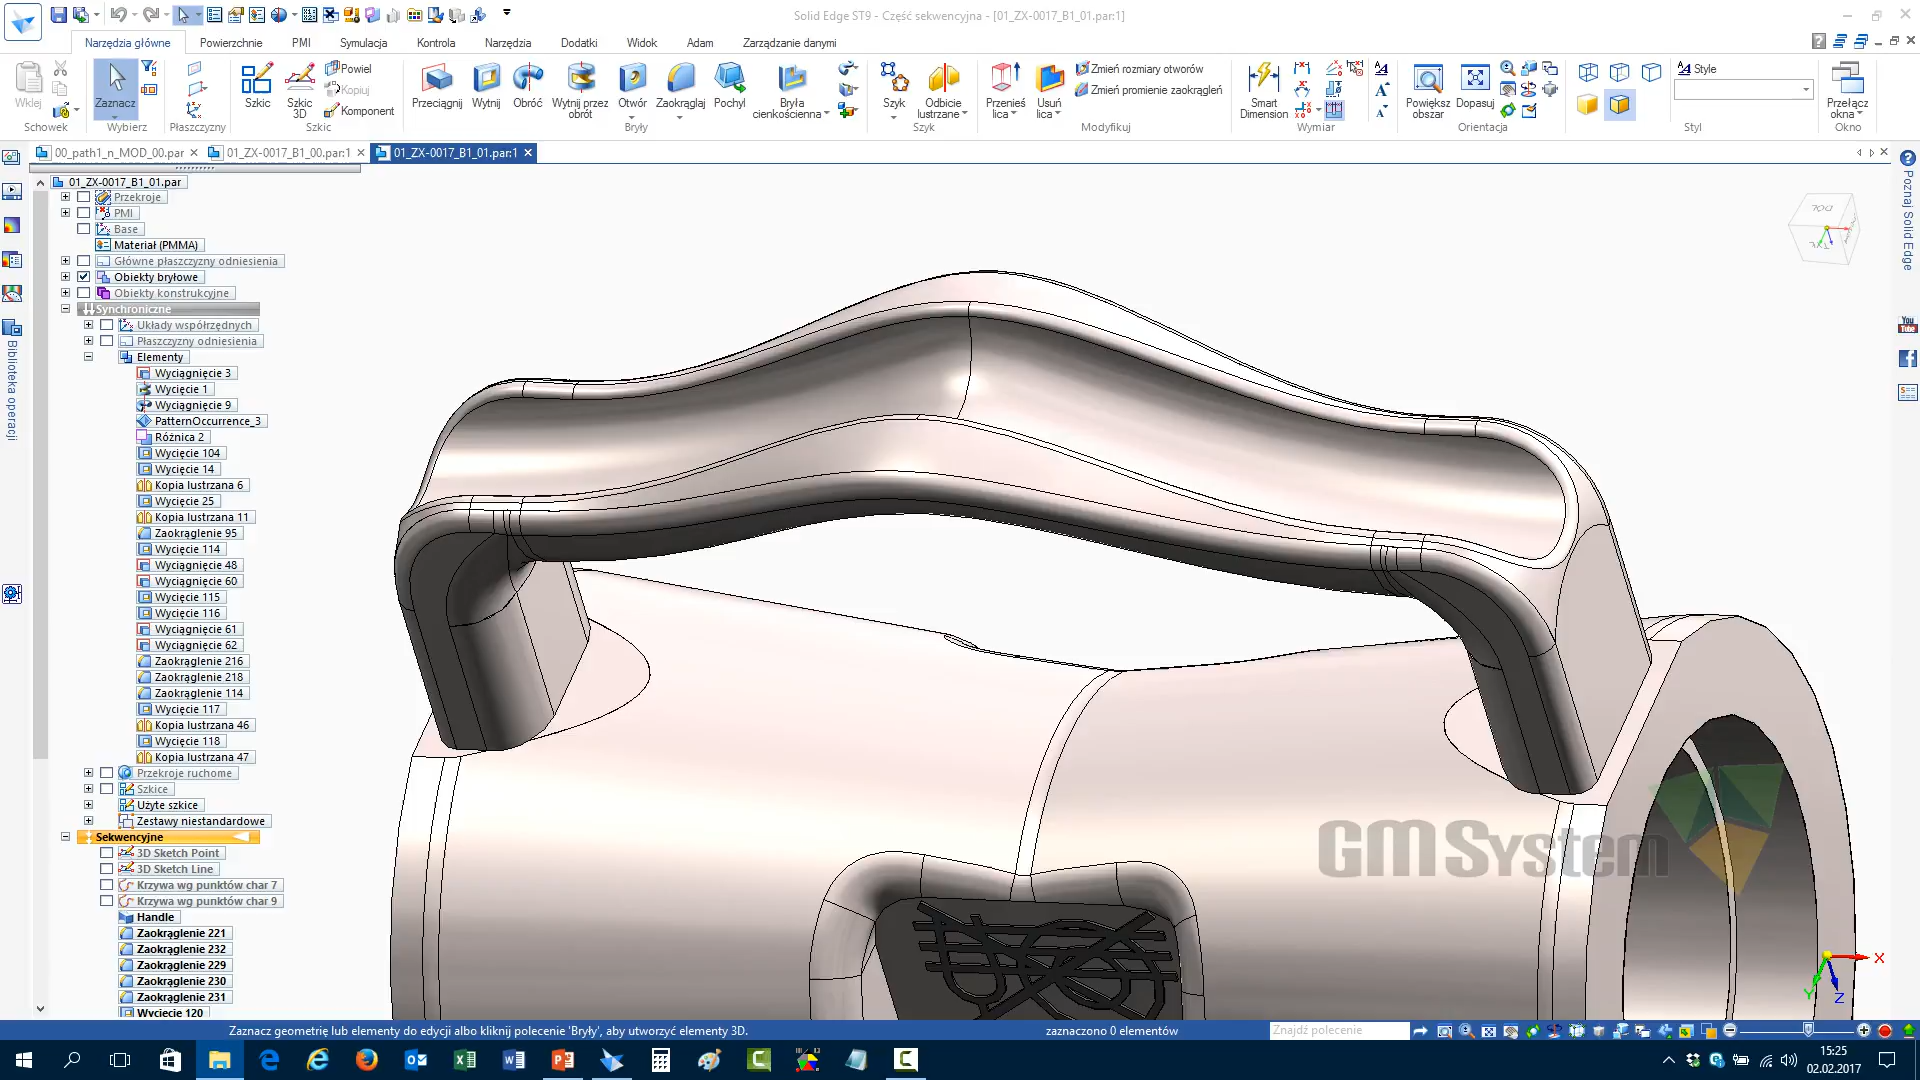 Solid Edge ST9 - Część sekwencyjna - [01_ZX-0017_B1_01.par:1]
Narzędzia główne Powierzchnie PMI Symulacja Kontrola Narzędzia Dodatki Widok Adam Zarządzanie danymi
Wklej
Schowek
Zaznacz
Wybierz
Płaszczyzny
Szkic
Szkic 3D
Powiel
Kopiuj
Komponent
Szkic
Przeciągnij
Wytnij
Obróć
Wytnij przez obrót
Otwór
Zaokrąglaj
Pochyl
Bryła cienkościenna
Bryły
Szyk
Odbicie lustrzane
Szyk
Przenieś lica
Usuń lica
Zmień rozmiary otworów
Zmień promienie zaokrągleń
Modyfikuj
Smart Dimension
Wymiar
Powiększ obszar
Dopasuj
Orientacja
Style
Styl
Przełącz okna
Okno
00_path1_n_MOD_00.par
01_ZX-0017_B1_00.par:1
01_ZX-0017_B1_01.par:1
01_ZX-0017_B1_01.par
Przekroje
PMI
Base
Materiał (PMMA)
Główne płaszczyzny odniesienia
Obiekty bryłowe
Obiekty konstrukcyjne
Synchroniczne
Układy współrzędnych
Płaszczyzny odniesienia
Elementy
Wyciągnięcie 3
Wycięcie 1
Wyciągnięcie 9
PatternOccurrence_3
Różnica 2
Wycięcie 104
Wycięcie 14
Kopia lustrzana 6
Wycięcie 25
Kopia lustrzana 11
Zaokrąglenie 95
Wycięcie 114
Wyciągnięcie 48
Wyciągnięcie 60
Wycięcie 115
Wycięcie 116
Wyciągnięcie 61
Wyciągnięcie 62
Zaokrąglenie 216
Zaokrąglenie 218
Zaokrąglenie 114
Wycięcie 117
Kopia lustrzana 46
Wycięcie 118
Kopia lustrzana 47
Przekroje ruchome
Szkice
Użyte szkice
Zestawy niestandardowe
Sekwencyjne
3D Sketch Point
3D Sketch Line
Krzywa wg punktów char 7
Krzywa wg punktów char 9
Handle
Zaokrąglenie 221
Zaokrąglenie 232
Zaokrąglenie 229
Zaokrąglenie 230
Zaokrąglenie 231
Wycięcie 120
Biblioteka operacji
Poznaj Solid Edge
You Tube
GM System
X
Y
Z
Zaznacz geometrię lub elementy do edycji albo kliknij polecenie 'Bryły', aby utworzyć elementy 3D.
zaznaczono 0 elementów
Znajdź polecenie
15:25
02.02.2017